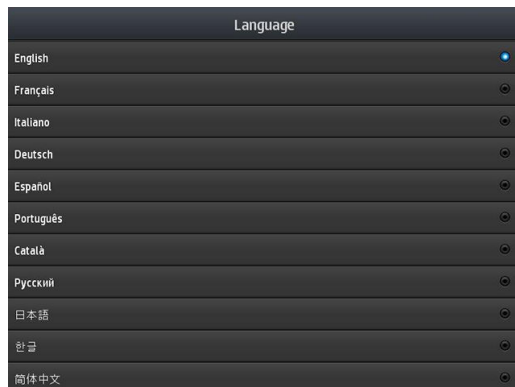 Language
English
Français
Italiano
Deutsch
Español
Português
Català
Русский
日本語
한글
简体中文